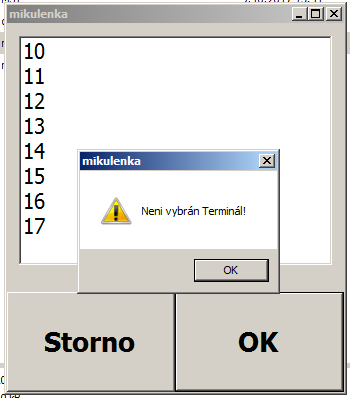 mikulenka
10
11
12
13
14
15
16
17
mikulenka
Neni vybrán Terminál!
OK
Storno
OK